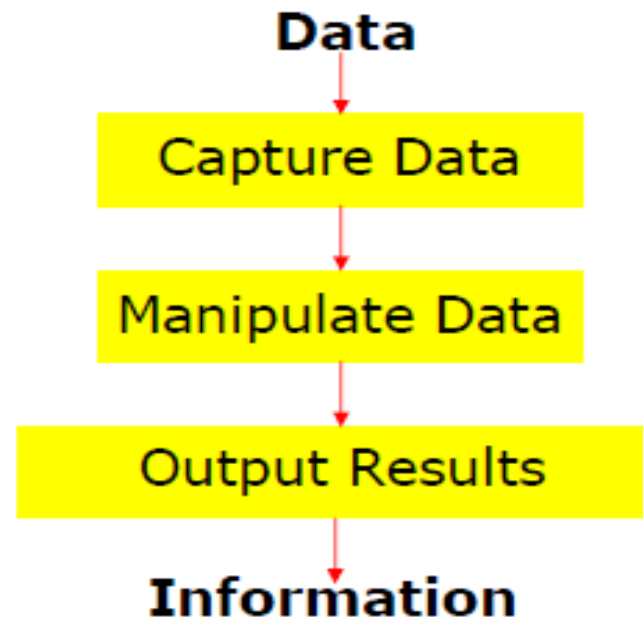 Data
Capture Data
Manipulate Data
Output Results
Information